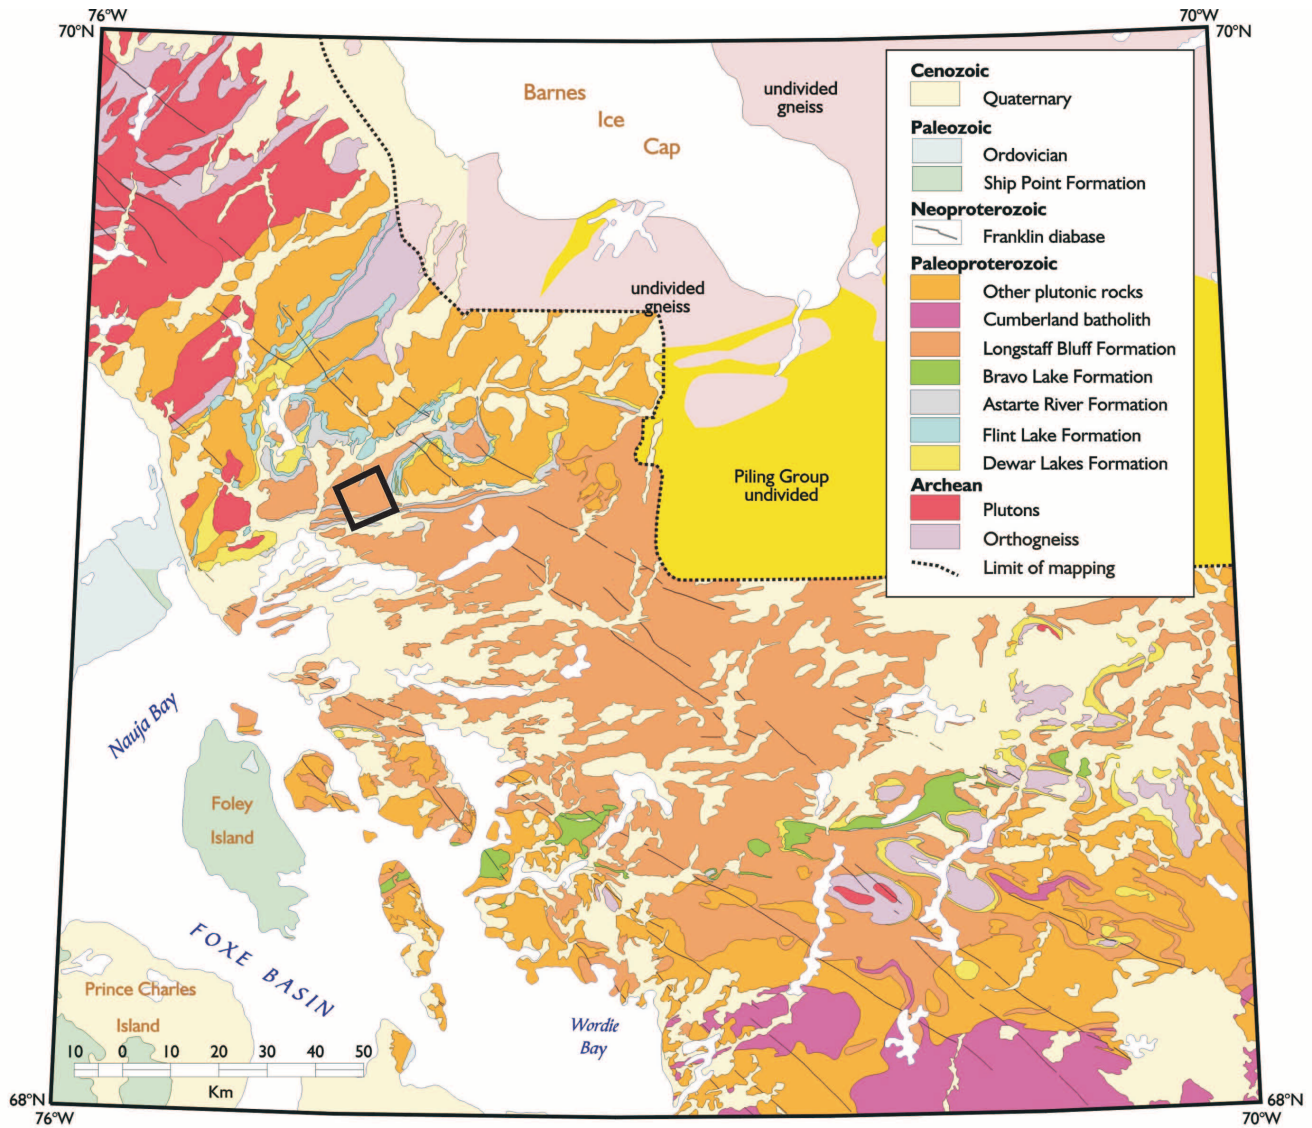 76°W
70°W
70°N
70°N
Barnes
Ice
Cap
undivided
gneiss
undivided
gneiss
Piling Group
undivided
Cenozoic
Quaternary
Paleozoic
Ordovician
Ship Point Formation
Neoproterozoic
Franklin diabase
Paleoproterozoic
Other plutonic rocks
Cumberland batholith
Longstaff Bluff Formation
Bravo Lake Formation
Astarte River Formation
Flint Lake Formation
Dewar Lakes Formation
Archean
Plutons
Orthogneiss
Limit of mapping
Nauja Bay
Foley
Island
FOXE BASIN
Prince Charles
Island
Wordie
Bay
10 0 10 20 30 40 50
Km
68°N
76°W
68°N
70°W